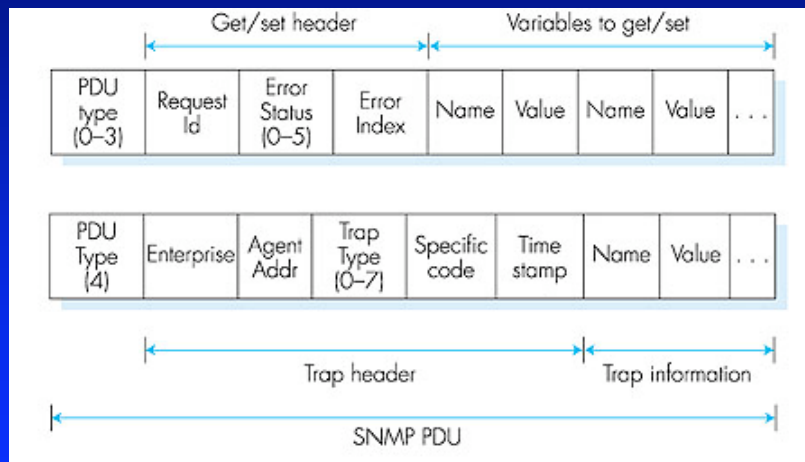 Get/set header
Variables to get/set
PDU type (0–3)
Request Id
Error Status (0–5)
Error Index
Name
Value
Name
Value
. . .
PDU Type (4)
Enterprise
Agent Addr
Trap Type (0–7)
Specific code
Time stamp
Name
Value
. . .
Trap header
Trap information
SNMP PDU